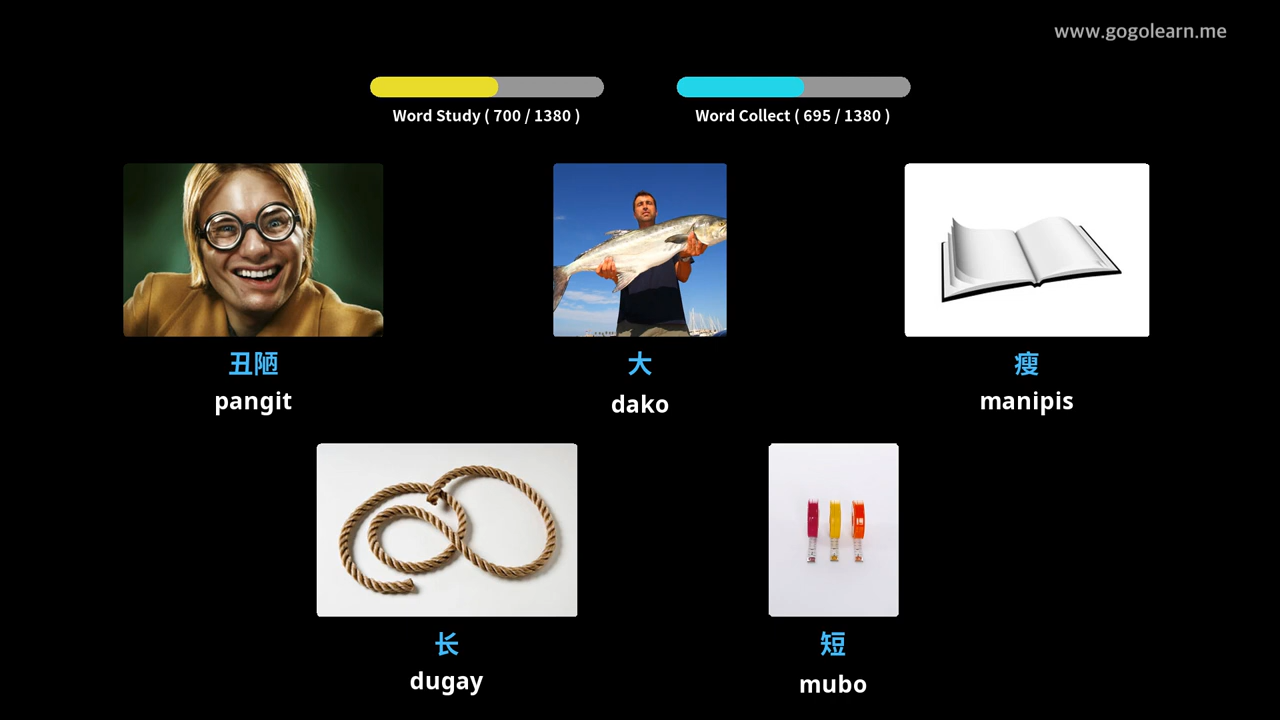 www.gogolearn.me
Word Study ( 700 / 1380 )
Word Collect ( 695 / 1380 )
丑陋
pangit
大
dako
瘦
manipis
长
dugay
短
mubo